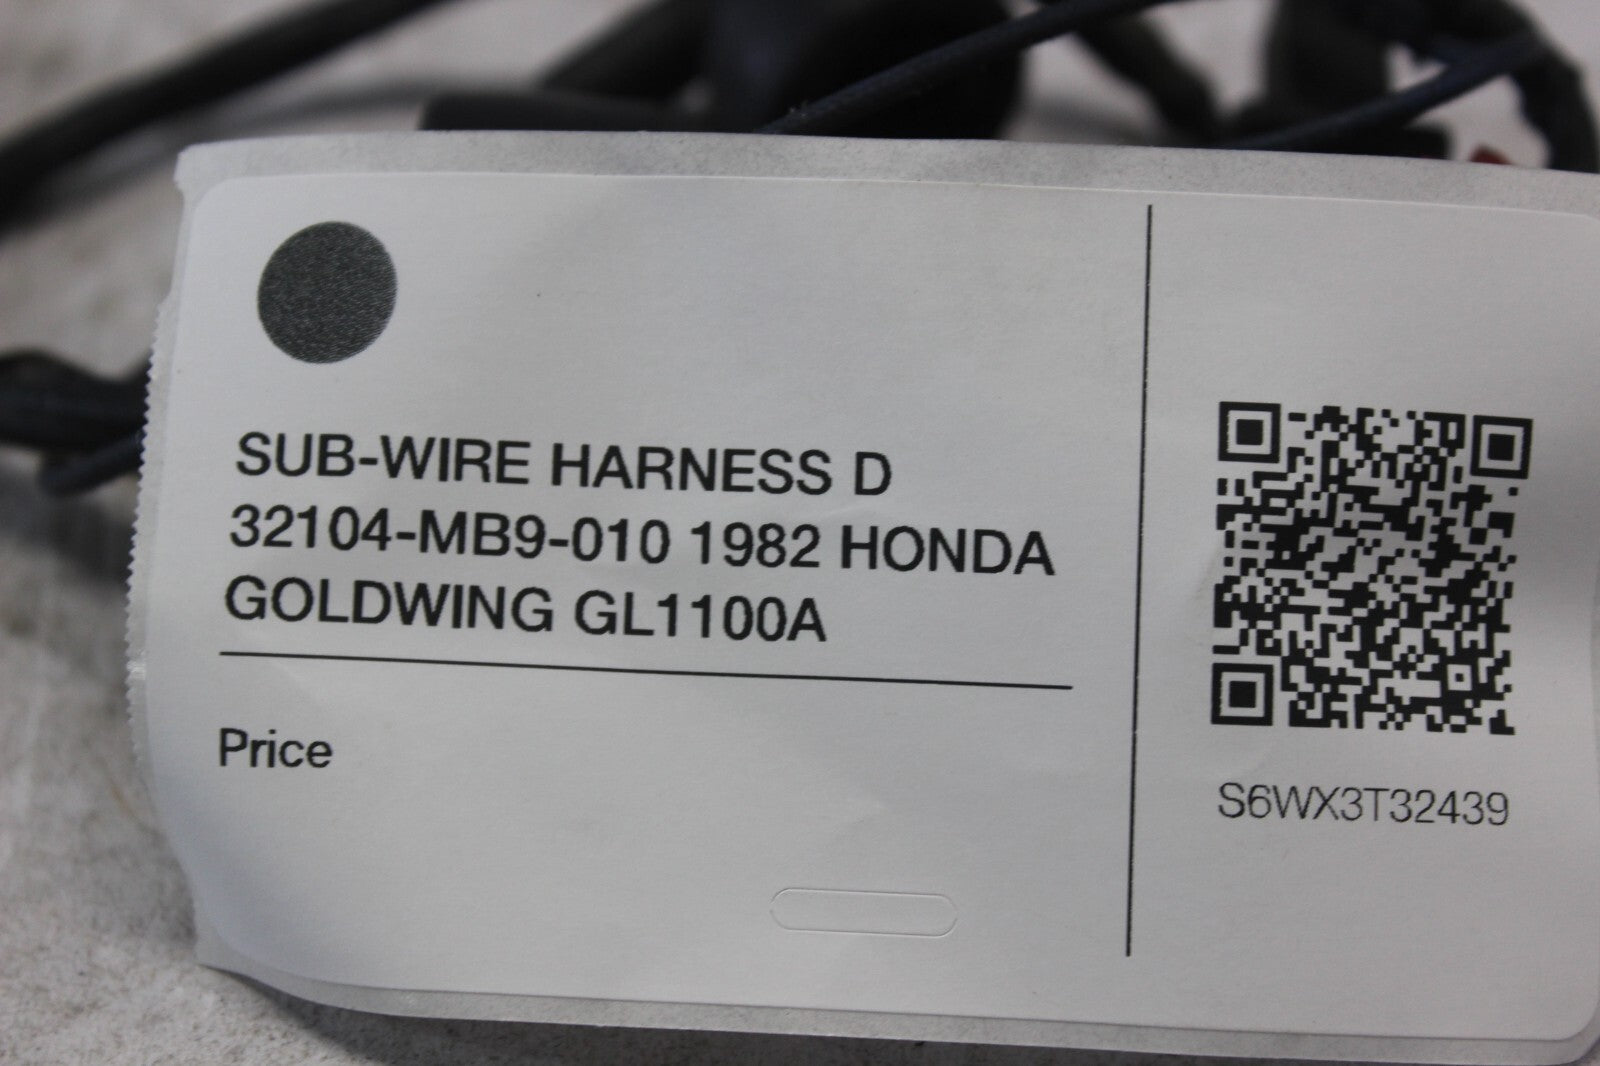 SUB-WIRE HARNESS D
32104-MB9-010 1982 HONDA
GOLDWING GL1100A
Price
S6WX3T32439